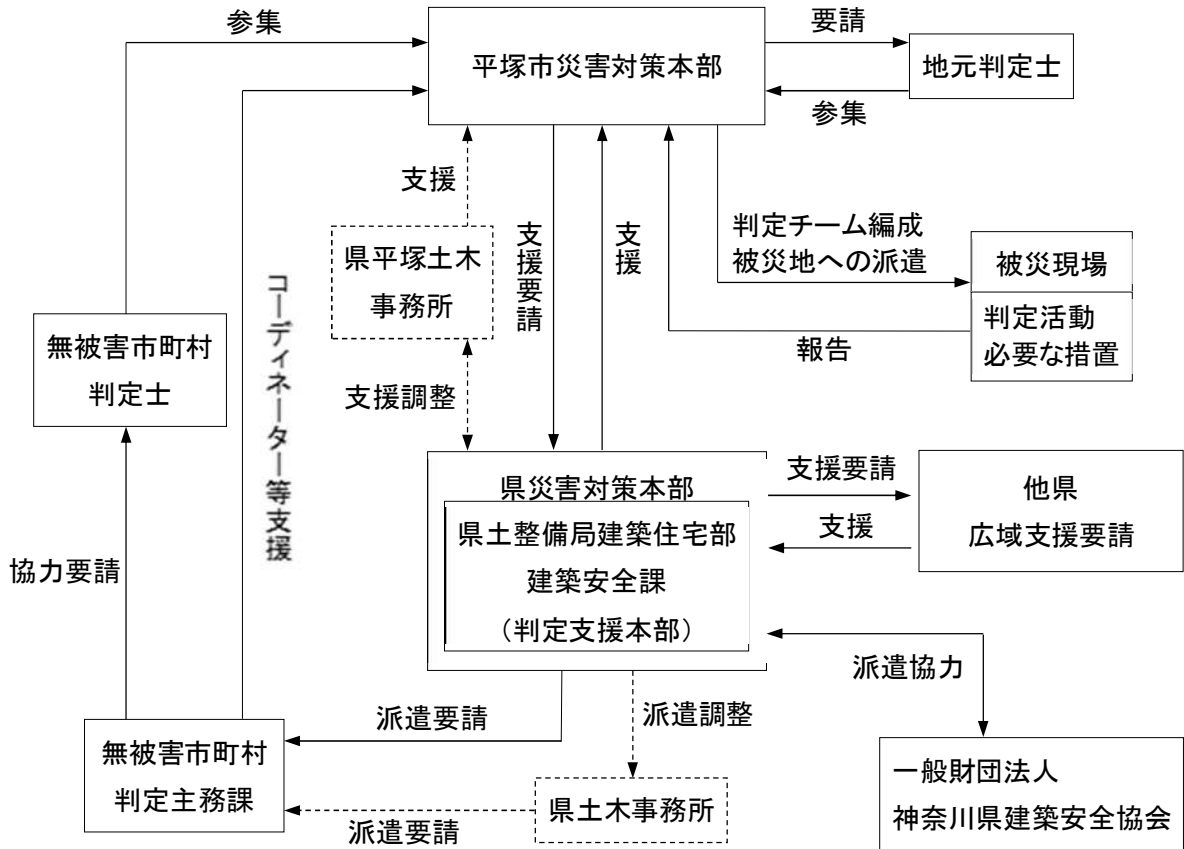 参集
平塚市災害対策本部
要請
地元判定士
参集
支援
県平塚土木
事務所
支援要請
支援
判定チーム編成
被災地への派遣
被災現場
判定活動
必要な措置
報告
コーディネーター等支援
無被害市町村
判定士
支援調整
県災害対策本部
県土整備局建築住宅部
建築安全課
（判定支援本部）
支援要請
支援
他県
広域支援要請
協力要請
派遣協力
派遣要請
派遣調整
無被害市町村
判定主務課
県土木事務所
派遣要請
一般財団法人
神奈川県建築安全協会